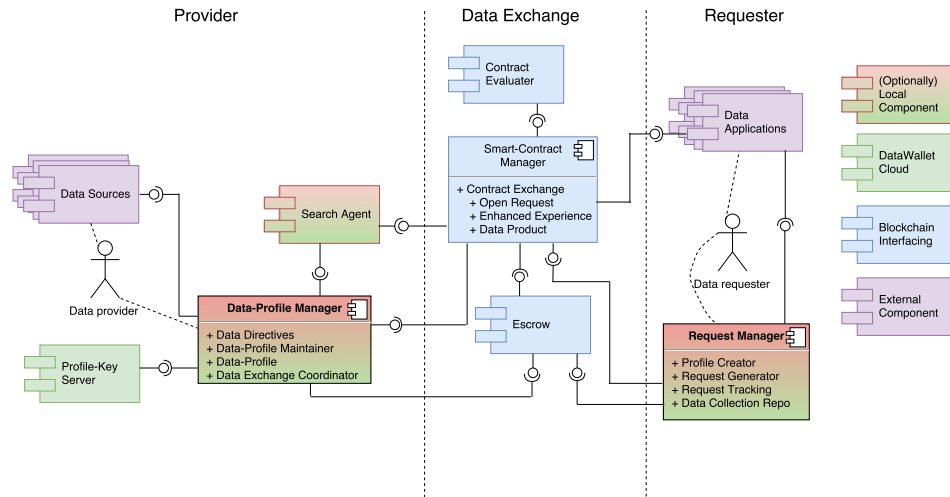 Provider
Data Exchange
Requester
Contract
Evaluater
(Optionally)
Local
Component
Data
Applications
Smart-Contract
Manager
DataWallet
Cloud
Data Sources
+ Contract Exchange
+ Open Request
+ Enhanced Experience
+ Data Product
Search Agent
Blockchain
Interfacing
Data provider
Data requester
External
Component
Data-Profile Manager
+ Data Directives
+ Data-Profile Maintainer
+ Data-Profile
+ Data Exchange Coordinator
Escrow
Request Manager
+ Profile Creator
+ Request Generator
+ Request Tracking
+ Data Collection Repo
Profile-Key
Server